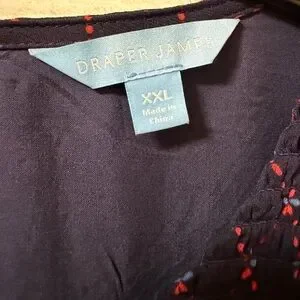 DRAPER JAMES
XXL
Made in
China